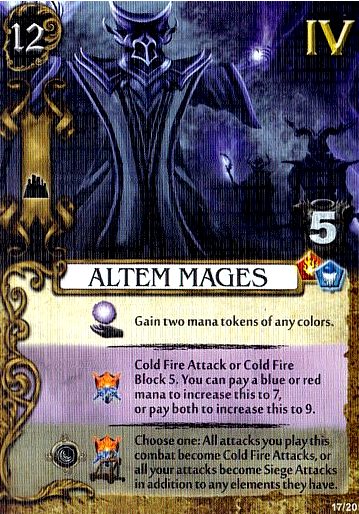 12
IV
5
ALTEM MAGES
Gain two mana tokens of any colors.
Cold Fire Attack or Cold Fire
Block 5. You can pay a blue or red
mana to increase this to 7,
or pay both to increase this to 9.
Choose one: All attacks you play this
combat become Cold Fire Attacks, or
all your attacks become Siege Attacks
in addition to any elements they have.
17/20